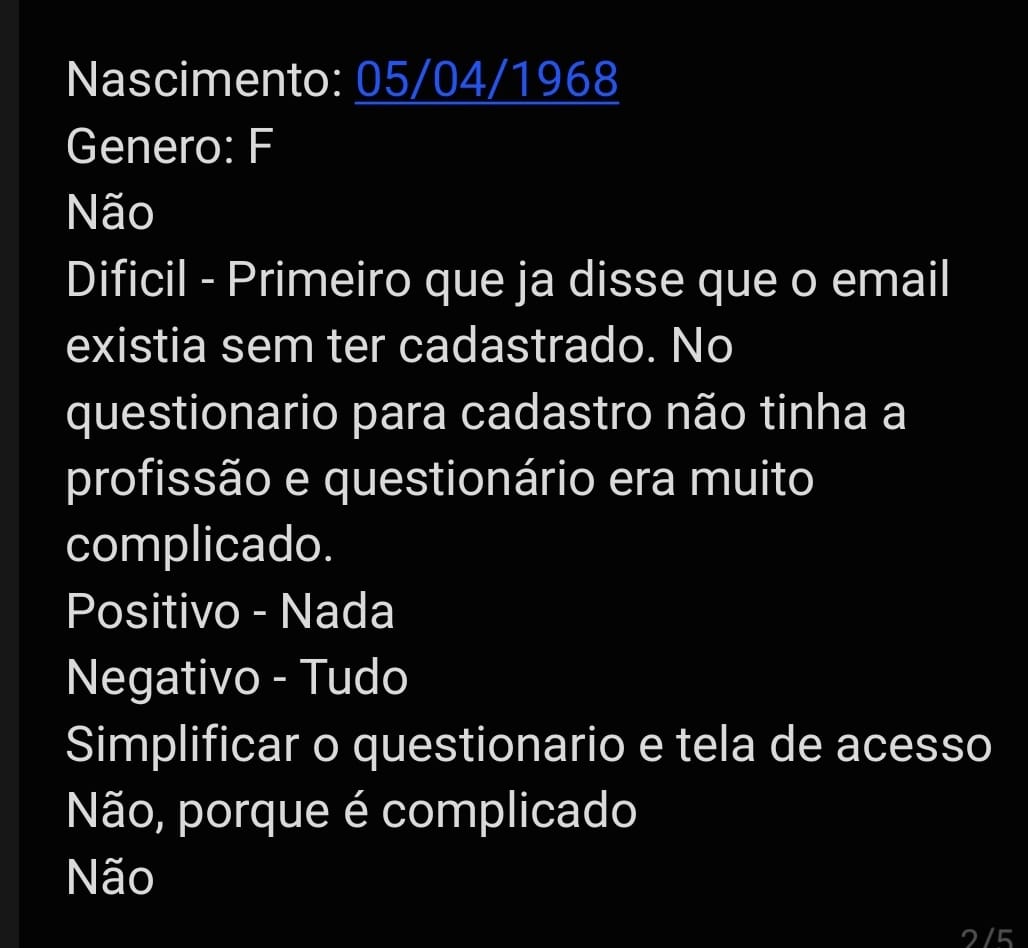 Nascimento: 05/04/1968
Genero: F
Não
Dificil - Primeiro que ja disse que o email
existia sem ter cadastrado. No
questionario para cadastro não tinha a
profissão e questionário era muito
complicado.
Positivo - Nada
Negativo - Tudo
Simplificar o questionario e tela de acesso
Não, porque é complicado
Não
2/5